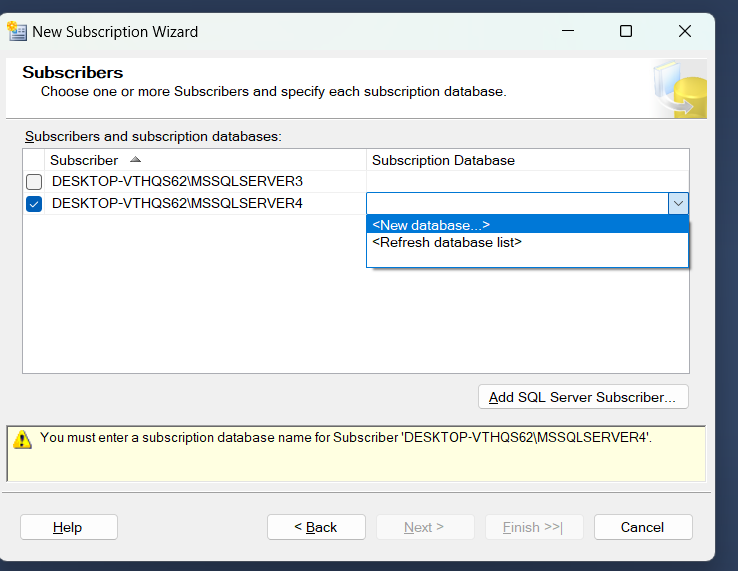 New Subscription Wizard
Subscribers
Choose one or more Subscribers and specify each subscription database.
Subscribers and subscription databases:
Subscriber Subscription Database
DESKTOP-VTHQS62\MSSQLSERVER3
DESKTOP-VTHQS62\MSSQLSERVER4
<New database...>
<Refresh database list>
Add SQL Server Subscriber...
You must enter a subscription database name for Subscriber 'DESKTOP-VTHQS62\MSSQLSERVER4'.
Help < Back Next > Finish >>| Cancel